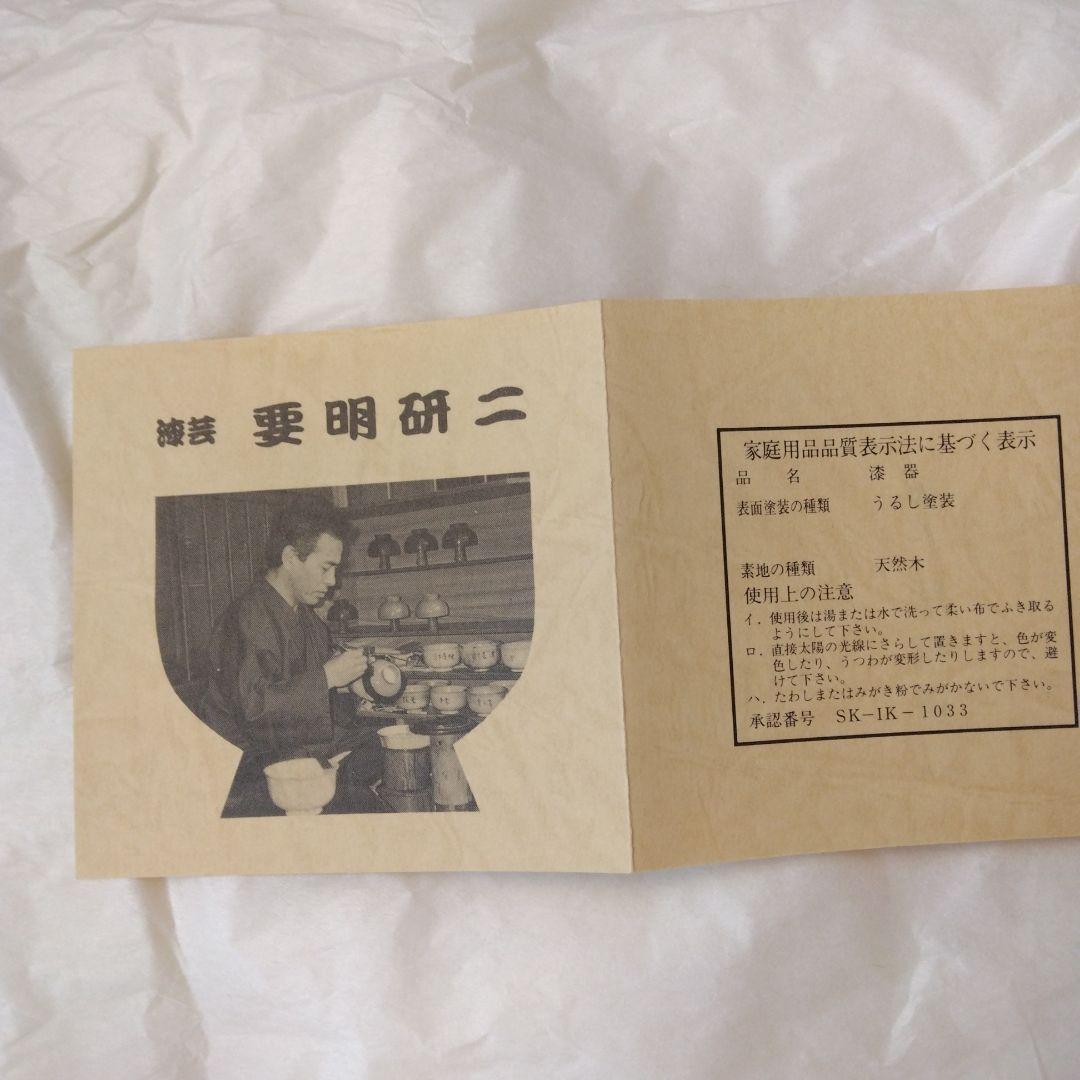 漆芸 要明研二
家庭用品品質表示法に基づく表示
品 名 漆 器
表面塗装の種類 うるし塗装
素地の種類 天然木
使用上の注意
イ．使用後は湯または水で洗って柔い布でふき取る
ようにして下さい。
ロ．直接太陽の光線にさらして置きますと、色が変
色したり、うつわが変形したりしますので、避
けて下さい。
ハ．たわしまたはみがき粉でみがかないで下さい。
承認番号 SK-IK-1033